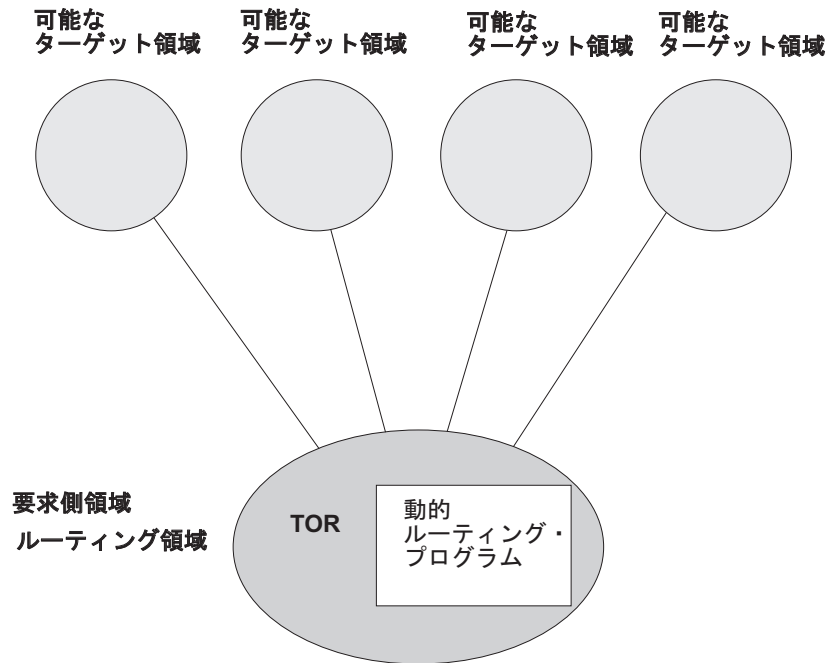 可能な
ターゲット領域
可能な
ターゲット領域
可能な
ターゲット領域
可能な
ターゲット領域
要求側領域
ルーティング領域
TOR
動的
ルーティング・
プログラム